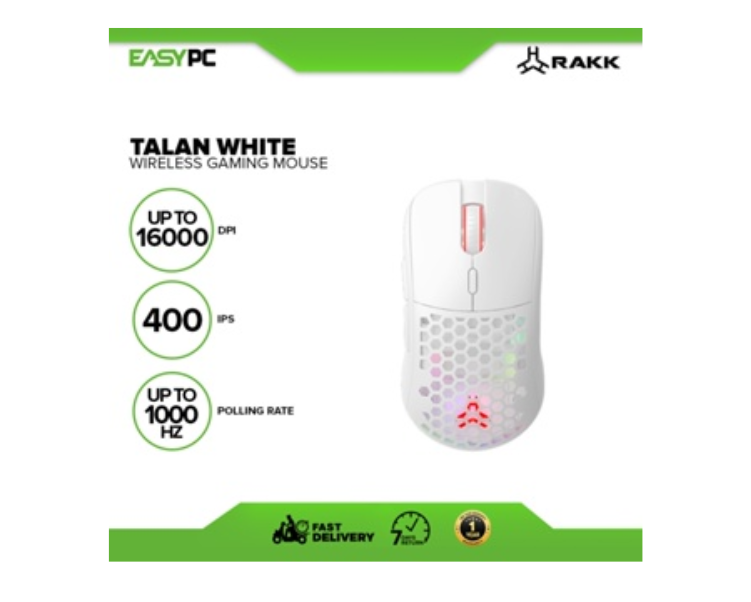 EASYPC
RAKK
TALAN WHITE
WIRELESS GAMING MOUSE
UP TO
16000
DPI
400
IPS
UP TO
1000
HZ
POLLING RATE
FAST
DELIVERY
7
DAYS
RETURN
1
YEAR